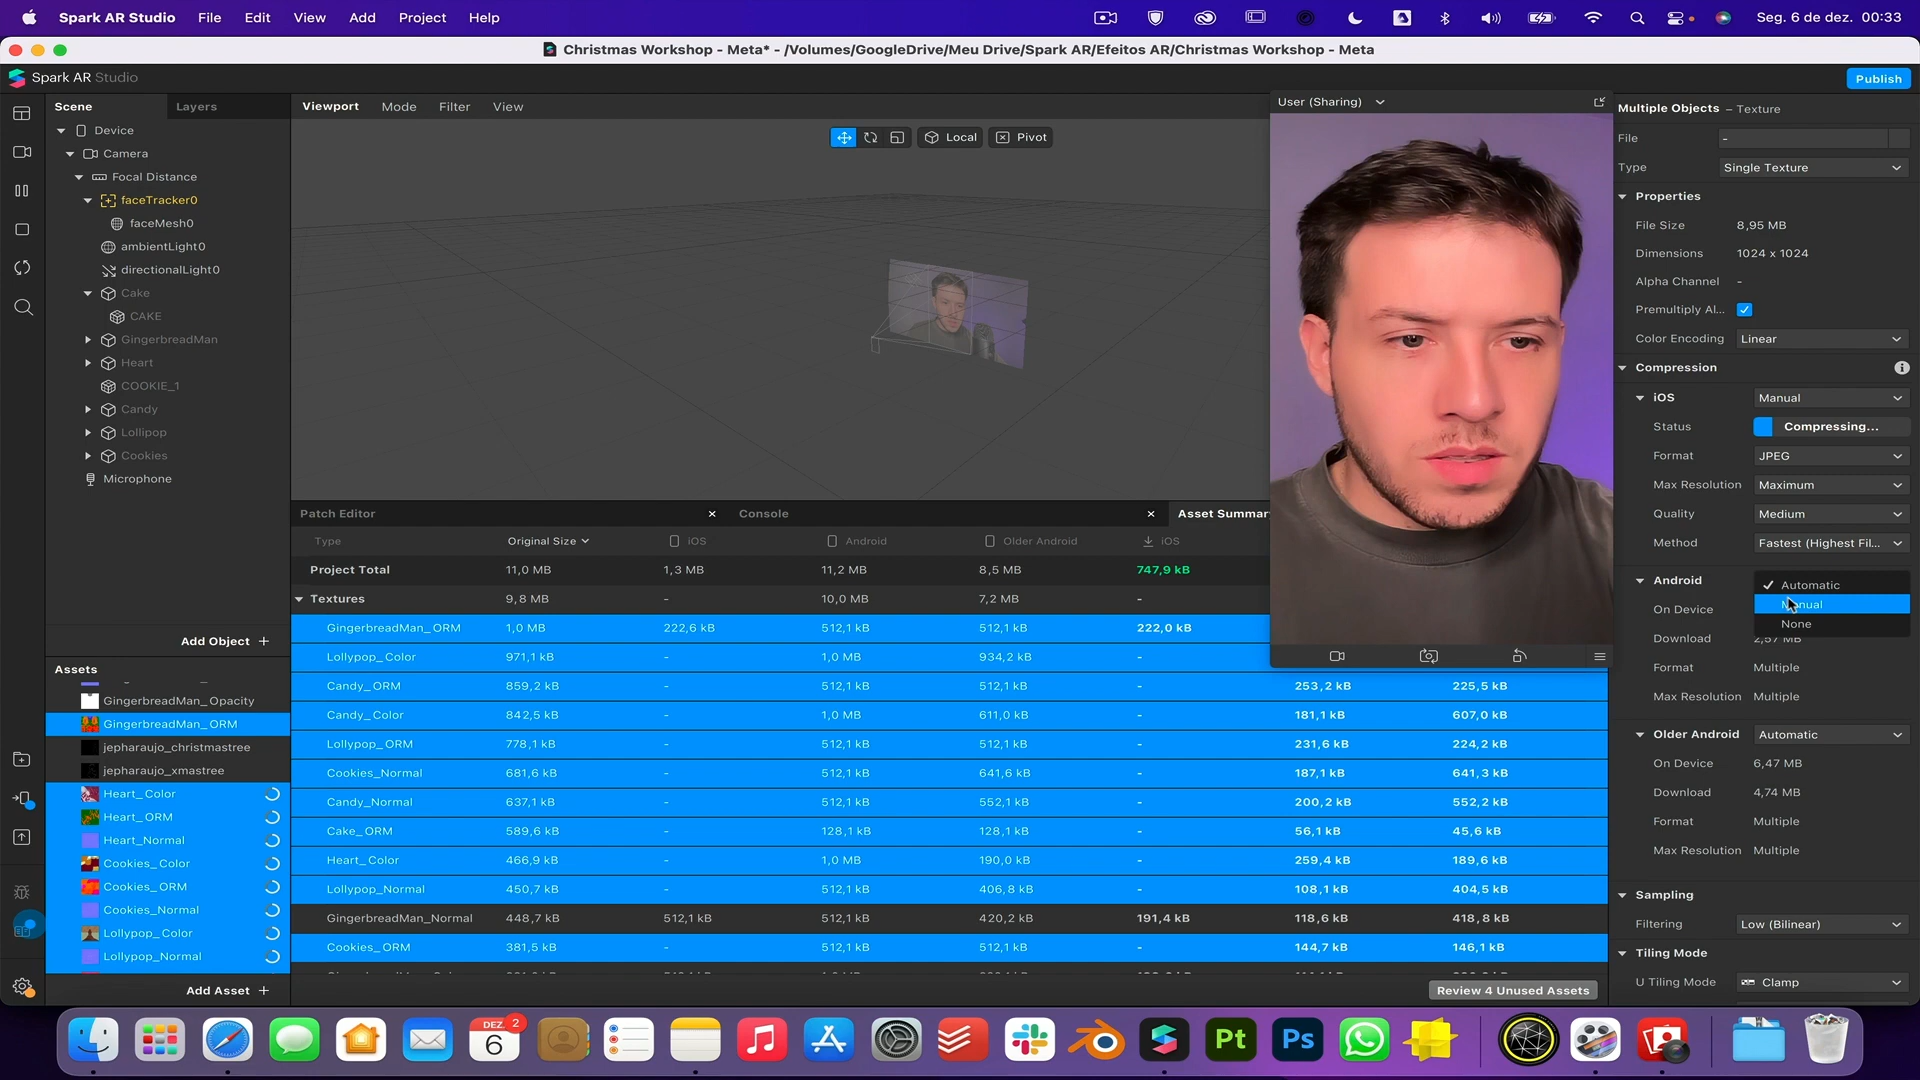 Spark AR Studio File Edit View Add Project Help Seg. 6 de dez. 00:33
Christmas Workshop - Meta* - /Volumes/GoogleDrive/Meu Drive/Spark AR/Efeitos AR/Christmas Workshop - Meta
Spark AR Studio
Publish
Scene Layers
Device
Camera
Focal Distance
faceTracker0
faceMesh0
ambientLight0
directionalLight0
Cake
CAKE
GingerbreadMan
Heart
COOKIE_1
Candy
Lollipop
Cookies
Microphone
Add Object +
Assets
GingerbreadMan_Opacity
GingerbreadMan_ORM
jepharaujo_christmastree
jepharaujo_xmastree
Heart_Color
Heart_ORM
Heart_Normal
Cookies_Color
Cookies_ORM
Cookies_Normal
Lollypop_Color
Lollypop_Normal
Add Asset +
Viewport Mode Filter View
Local Pivot
User (Sharing)
Patch Editor Console Asset Summary
Type Original Size iOS Android Older Android iOS
Project Total 11,0 MB 1,3 MB 11,2 MB 8,5 MB 747,9 kB
Textures 9,8 MB - 10,0 MB 7,2 MB -
GingerbreadMan_ORM 1,0 MB 222,6 kB 512,1 kB 512,1 kB 222,0 kB
Lollypop_Color 971,1 kB - 1,0 MB 934,2 kB -
Candy_ORM 859,2 kB - 512,1 kB 512,1 kB - 253,2 kB 225,5 kB
Candy_Color 842,5 kB - 1,0 MB 611,0 kB - 181,1 kB 607,0 kB
Lollypop_ORM 778,1 kB - 512,1 kB 512,1 kB - 231,6 kB 224,2 kB
Cookies_Normal 681,6 kB - 512,1 kB 641,6 kB - 187,1 kB 641,3 kB
Candy_Normal 637,1 kB - 512,1 kB 552,1 kB - 200,2 kB 552,2 kB
Cake_ORM 589,6 kB - 128,1 kB 128,1 kB - 56,1 kB 45,6 kB
Heart_Color 466,9 kB - 1,0 MB 190,0 kB - 259,4 kB 189,6 kB
Lollypop_Normal 450,7 kB - 512,1 kB 406,8 kB - 108,1 kB 404,5 kB
GingerbreadMan_Normal 448,7 kB 512,1 kB 512,1 kB 420,2 kB 191,4 kB 118,6 kB 418,8 kB
Cookies_ORM 381,5 kB - 512,1 kB 512,1 kB - 144,7 kB 146,1 kB
Review 4 Unused Assets
Multiple Objects – Texture
File -
Type Single Texture
Properties
File Size 8,95 MB
Dimensions 1024 x 1024
Alpha Channel -
Premultiply Al...
Color Encoding Linear
Compression
iOS Manual
Status Compressing...
Format JPEG
Max Resolution Maximum
Quality Medium
Method Fastest (Highest Fil...
Android Automatic
Manual
None
On Device
Download 2,57 MB
Format Multiple
Max Resolution Multiple
Older Android Automatic
On Device 6,47 MB
Download 4,74 MB
Format Multiple
Max Resolution Multiple
Sampling
Filtering Low (Bilinear)
Tiling Mode
U Tiling Mode Clamp
DEZ. 2
6
Pt
Ps